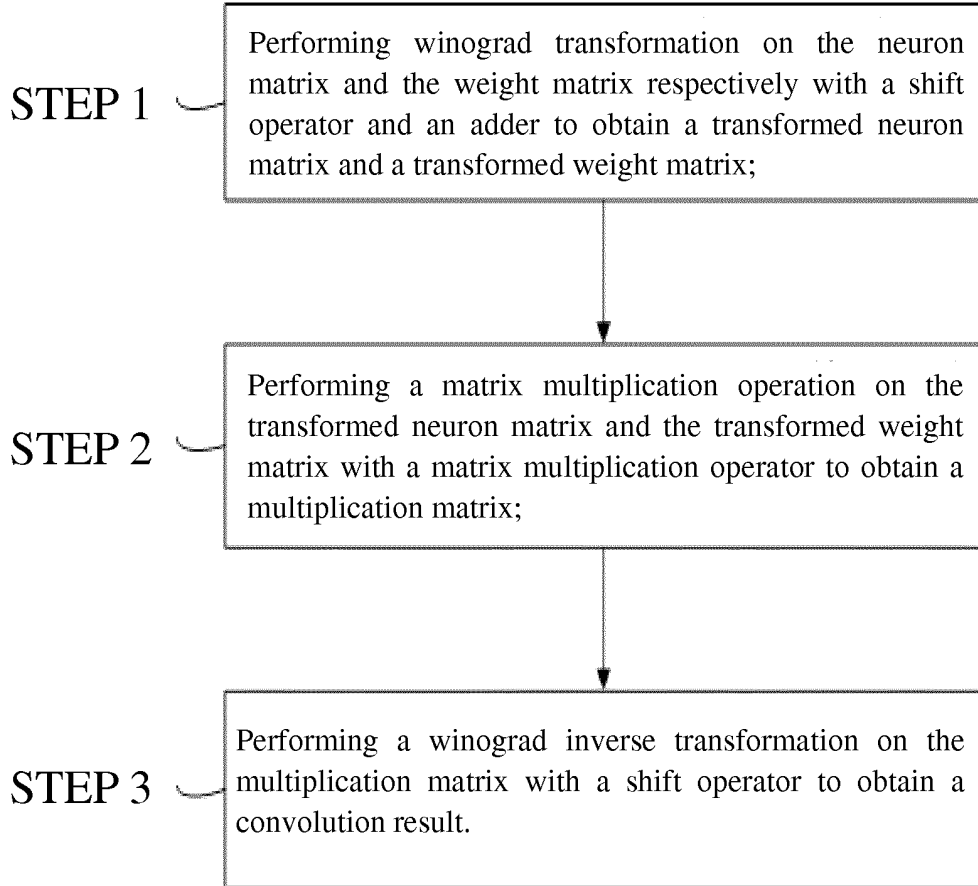 STEP 1
Performing winograd transformation on the neuron
matrix and the weight matrix respectively with a shift
operator and an adder to obtain a transformed neuron
matrix and a transformed weight matrix;
STEP 2
Performing a matrix multiplication operation on the
transformed neuron matrix and the transformed weight
matrix with a matrix multiplication operator to obtain a
multiplication matrix;
STEP 3
Performing a winograd inverse transformation on the
multiplication matrix with a shift operator to obtain a
convolution result.